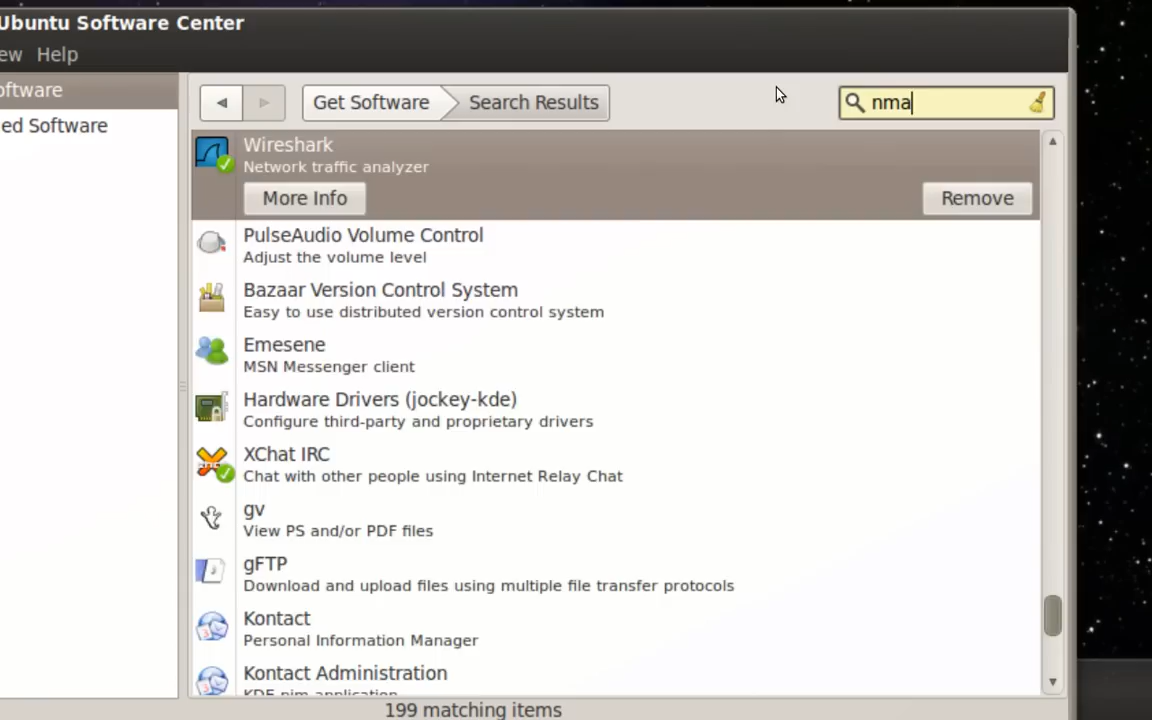 Ubuntu Software Center
ew Help
oftware
ed Software
Get Software
Search Results
nma
Wireshark
Network traffic analyzer
More Info
Remove
PulseAudio Volume Control
Adjust the volume level
Bazaar Version Control System
Easy to use distributed version control system
Emesene
MSN Messenger client
Hardware Drivers (jockey-kde)
Configure third-party and proprietary drivers
XChat IRC
Chat with other people using Internet Relay Chat
gv
View PS and/or PDF files
gFTP
Download and upload files using multiple file transfer protocols
Kontact
Personal Information Manager
Kontact Administration
KDE pim application
199 matching items